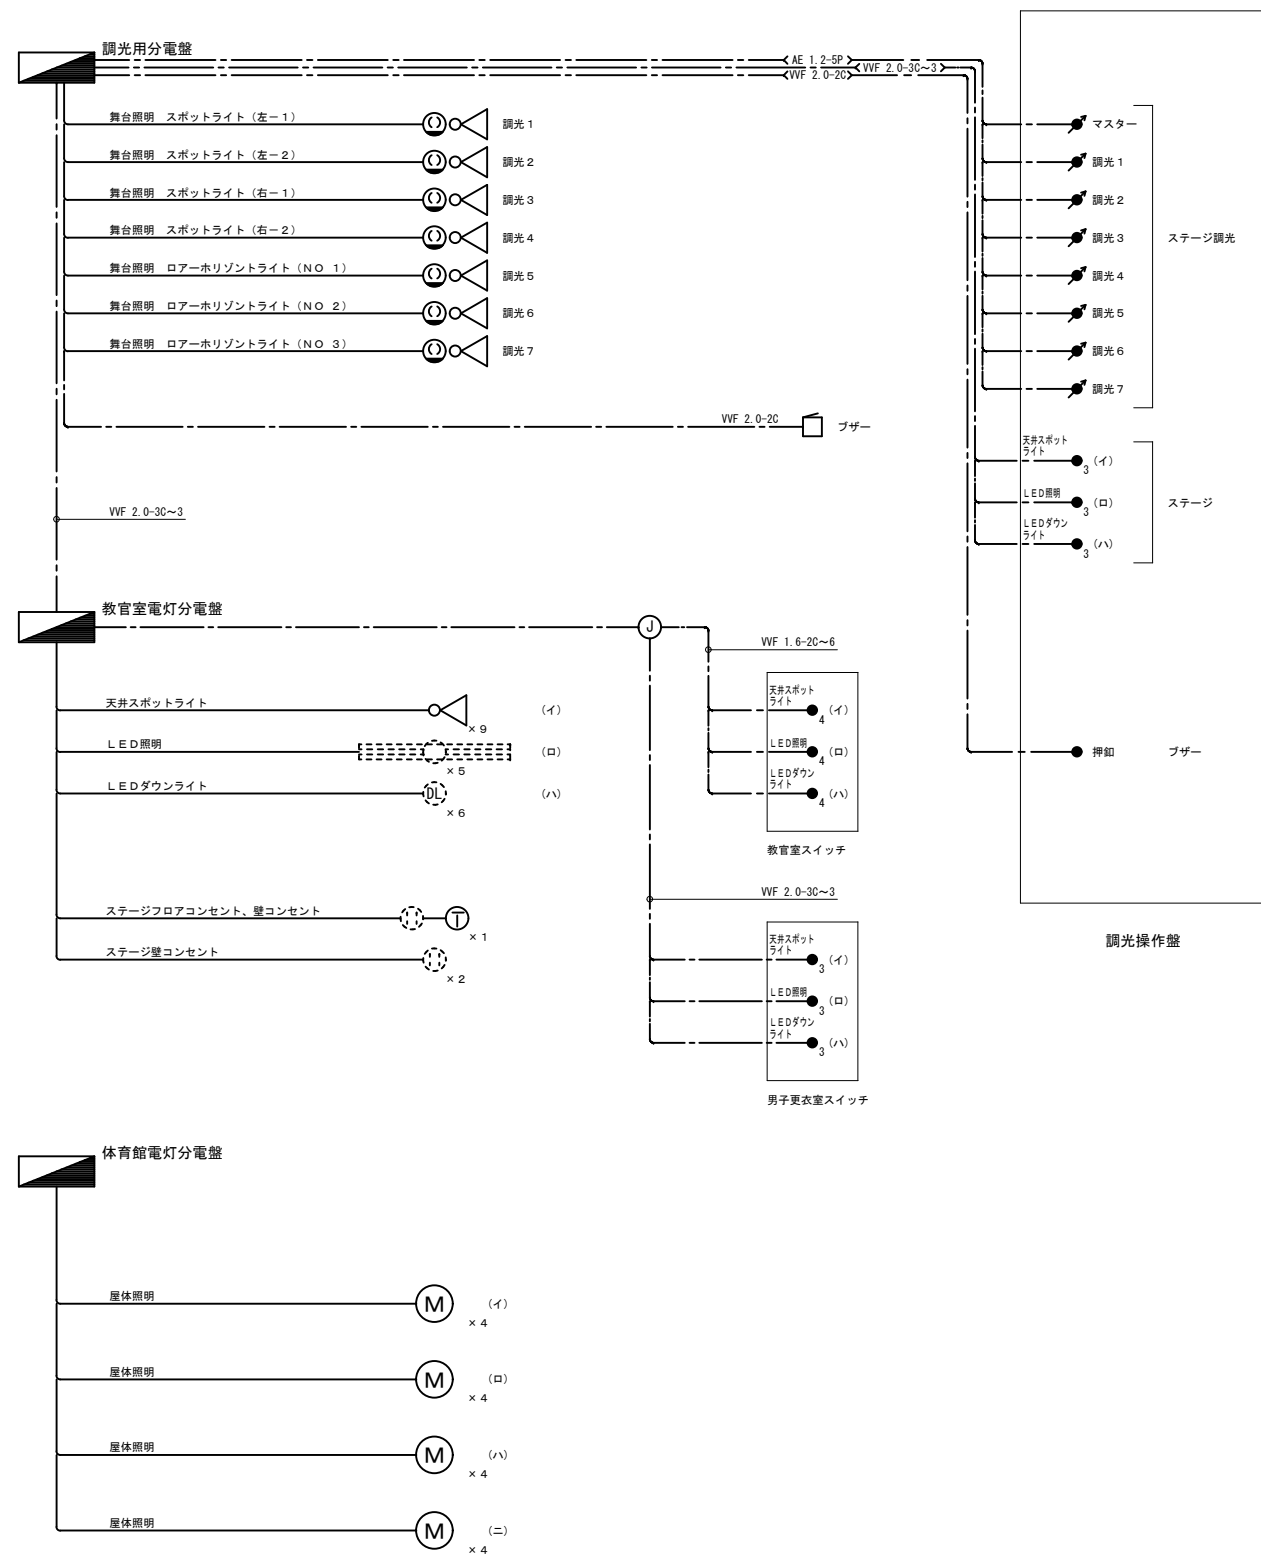 調光用分電盤
AE 1.2-5P
VVF 2.0-3C～3
VVF 2.0-2C
舞台照明　スポットライト（左－１）
調光１
舞台照明　スポットライト（左－２）
調光２
舞台照明　スポットライト（右－１）
調光３
舞台照明　スポットライト（右－２）
調光４
舞台照明　ロアーホリゾントライト（ＮＯ　１）
調光５
舞台照明　ロアーホリゾントライト（ＮＯ　２）
調光６
舞台照明　ロアーホリゾントライト（ＮＯ　３）
調光７
VVF 2.0-2C
ブザー
VVF 2.0-3C～3
マスター
調光１
調光２
調光３
調光４
調光５
調光６
調光７
ステージ調光
天井スポット
ライト
3
（イ）
ＬＥＤ照明
3
（ロ）
ＬＥＤダウン
ライト
3
（ハ）
ステージ
押釦
ブザー
調光操作盤
教官室電灯分電盤
J
VVF 1.6-2C～6
天井スポットライト
×９
（イ）
ＬＥＤ照明
×５
（ロ）
ＬＥＤダウンライト
DL
×６
（ハ）
天井スポット
ライト
4
（イ）
ＬＥＤ照明
4
（ロ）
ＬＥＤダウン
ライト
4
（ハ）
教官室スイッチ
VVF 2.0-3C～3
ステージフロアコンセント、壁コンセント
×１
ステージ壁コンセント
×２
天井スポット
ライト
3
（イ）
ＬＥＤ照明
3
（ロ）
ＬＥＤダウン
ライト
3
（ハ）
男子更衣室スイッチ
体育館電灯分電盤
屋体照明
M
×４
（イ）
屋体照明
M
×４
（ロ）
屋体照明
M
×４
（ハ）
屋体照明
M
×４
（ニ）